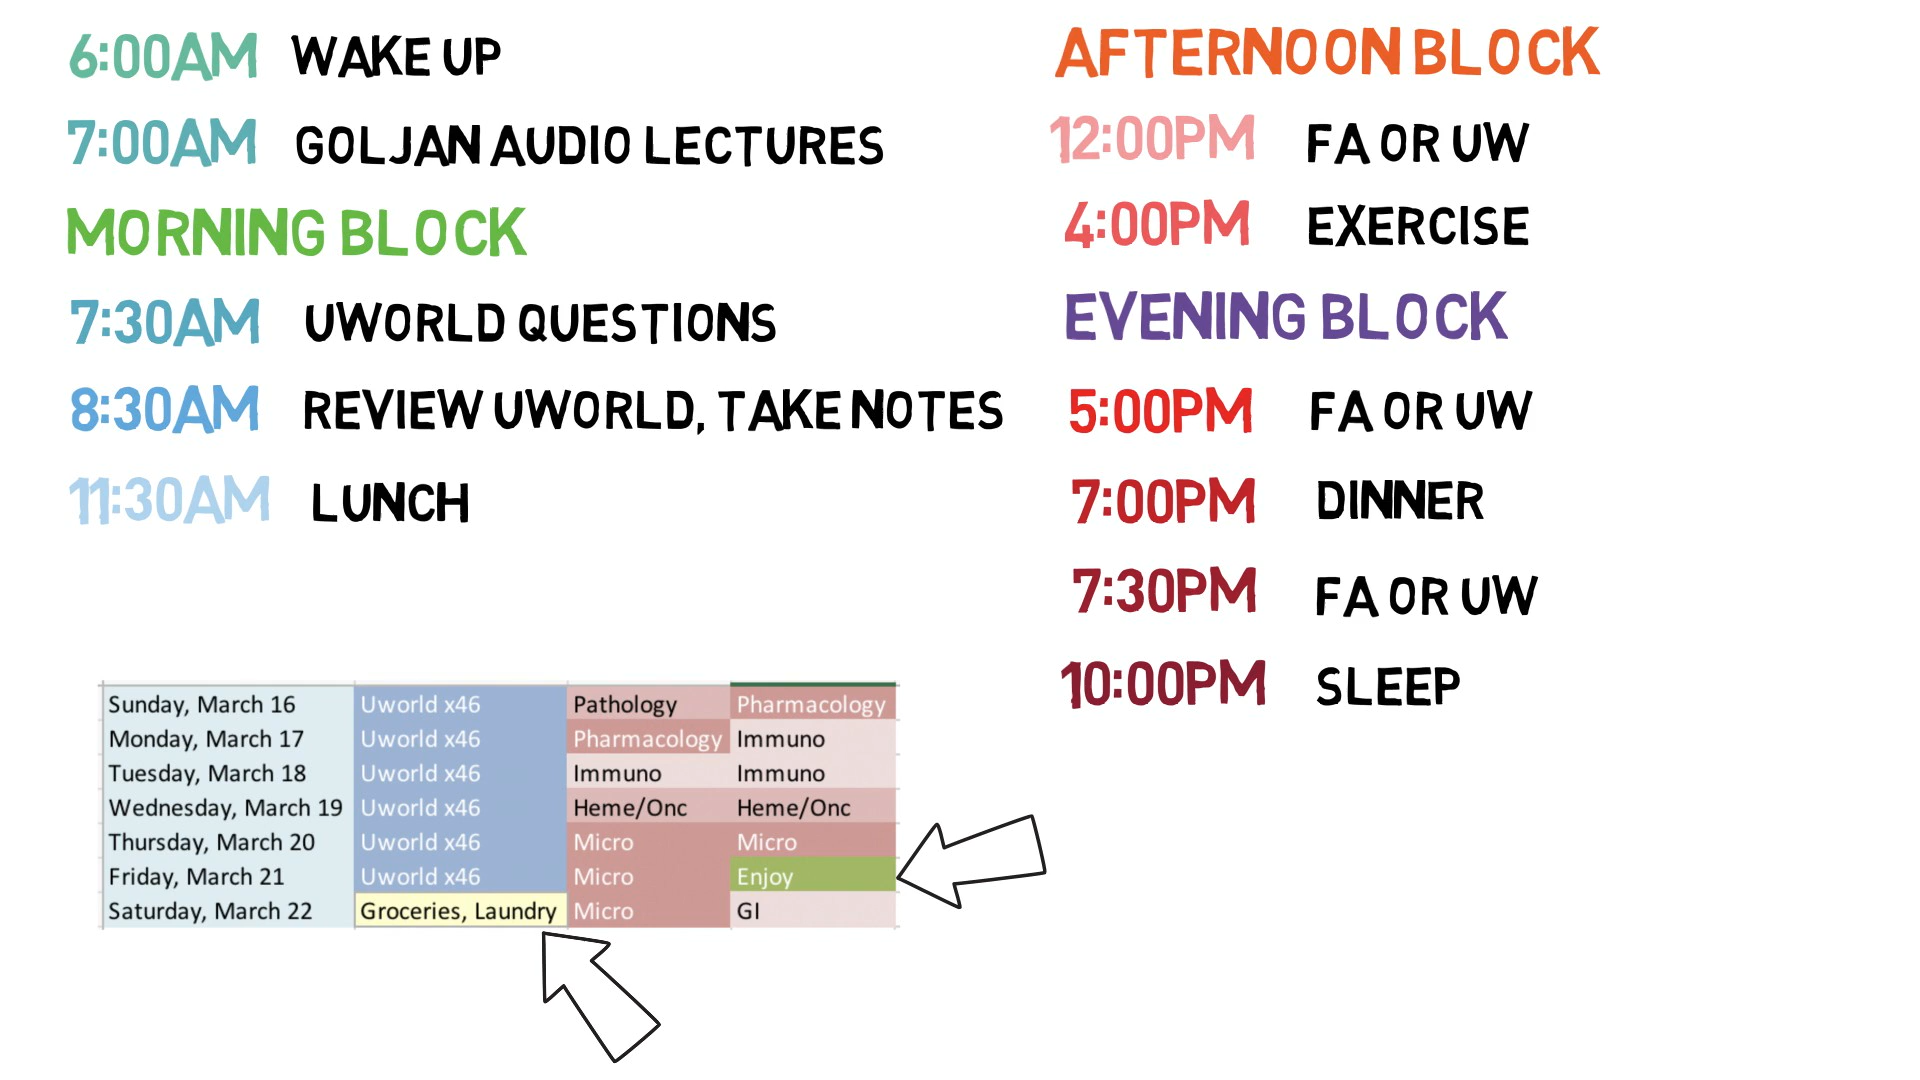 6:00AM WAKE UP
7:00AM GOLJAN AUDIO LECTURES
MORNING BLOCK
7:30AM UWORLD QUESTIONS
8:30AM REVIEW UWORLD, TAKE NOTES
11:30AM LUNCH
AFTERNOON BLOCK
12:00PM FA OR UW
4:00PM EXERCISE
EVENING BLOCK
5:00PM FA OR UW
7:00PM DINNER
7:30PM FA OR UW
10:00PM SLEEP
Sunday, March 16 Uworld x46 Pathology Pharmacology
Monday, March 17 Uworld x46 Pharmacology Immuno
Tuesday, March 18 Uworld x46 Immuno Immuno
Wednesday, March 19 Uworld x46 Heme/Onc Heme/Onc
Thursday, March 20 Uworld x46 Micro Micro
Friday, March 21 Uworld x46 Micro Enjoy
Saturday, March 22 Groceries, Laundry Micro GI